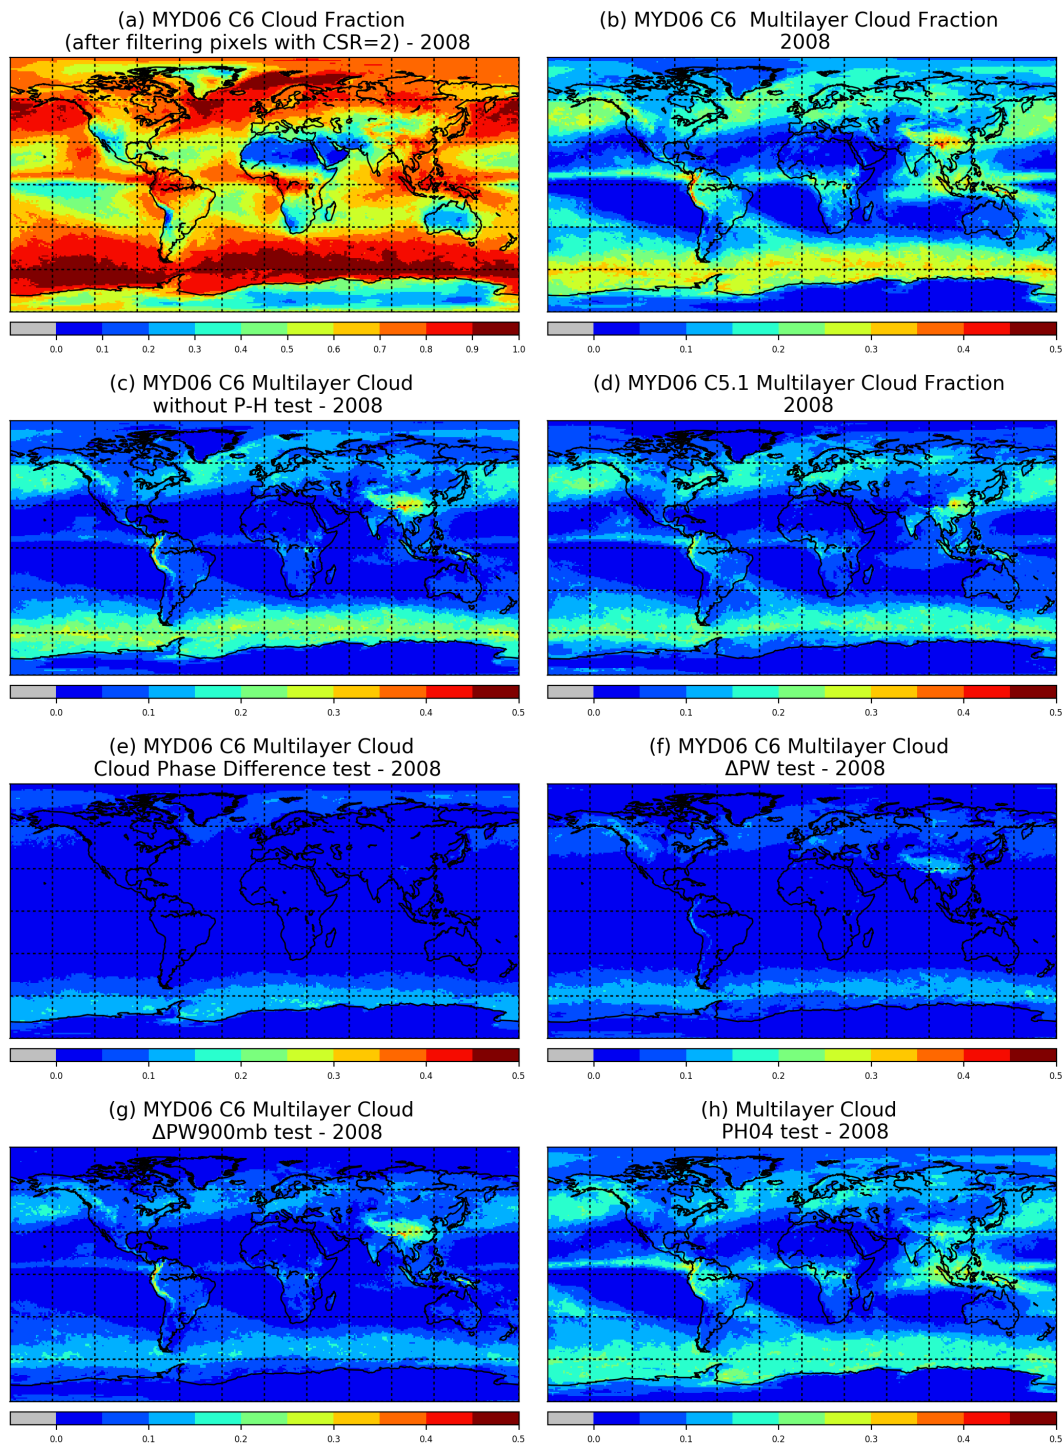 (a) MYD06 C6 Cloud Fraction
(after filtering pixels with CSR=2) - 2008
0.0 0.1 0.2 0.3 0.4 0.5 0.6 0.7 0.8 0.9 1.0
(b) MYD06 C6 Multilayer Cloud Fraction
2008
0.0 0.1 0.2 0.3 0.4 0.5
(c) MYD06 C6 Multilayer Cloud
without P-H test - 2008
0.0 0.1 0.2 0.3 0.4 0.5
(d) MYD06 C5.1 Multilayer Cloud Fraction
2008
0.0 0.1 0.2 0.3 0.4 0.5
(e) MYD06 C6 Multilayer Cloud
Cloud Phase Difference test - 2008
0.0 0.1 0.2 0.3 0.4 0.5
(f) MYD06 C6 Multilayer Cloud
ΔPW test - 2008
0.0 0.1 0.2 0.3 0.4 0.5
(g) MYD06 C6 Multilayer Cloud
ΔPW900mb test - 2008
0.0 0.1 0.2 0.3 0.4 0.5
(h) Multilayer Cloud
PH04 test - 2008
0.0 0.1 0.2 0.3 0.4 0.5